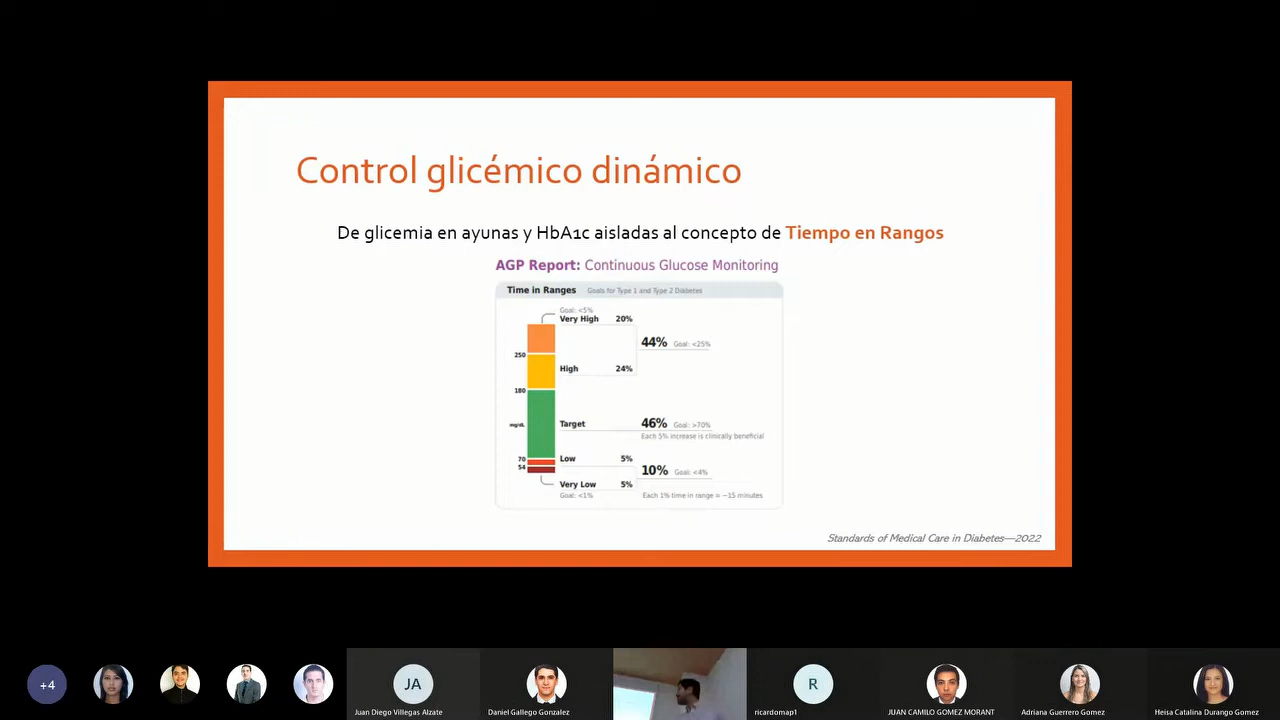 Control glicémico dinámico
De glicemia en ayunas y HbA1c aisladas al concepto de Tiempo en Rangos
AGP Report: Continuous Glucose Monitoring
Time in Ranges Goals for Type 1 and Type 2 Diabetes
Goal: <5%
Very High 20%
44% Goal: <25%
250
High 24%
180
Target 46% Goal: >70%
mg/dL
Each 5% increase is clinically beneficial
70
Low 5%
54
10% Goal: <4%
Very Low 5%
Goal: <1% Each 1% time in range = ~15 minutes
Standards of Medical Care in Diabetes—2022
+4
JA
R
Juan Diego Villegas Alzate
Daniel Gallego Gonzalez
ricardomap1
JUAN CAMILO GOMEZ MORANT
Adriana Guerrero Gomez
Heisa Catalina Durango Gomez